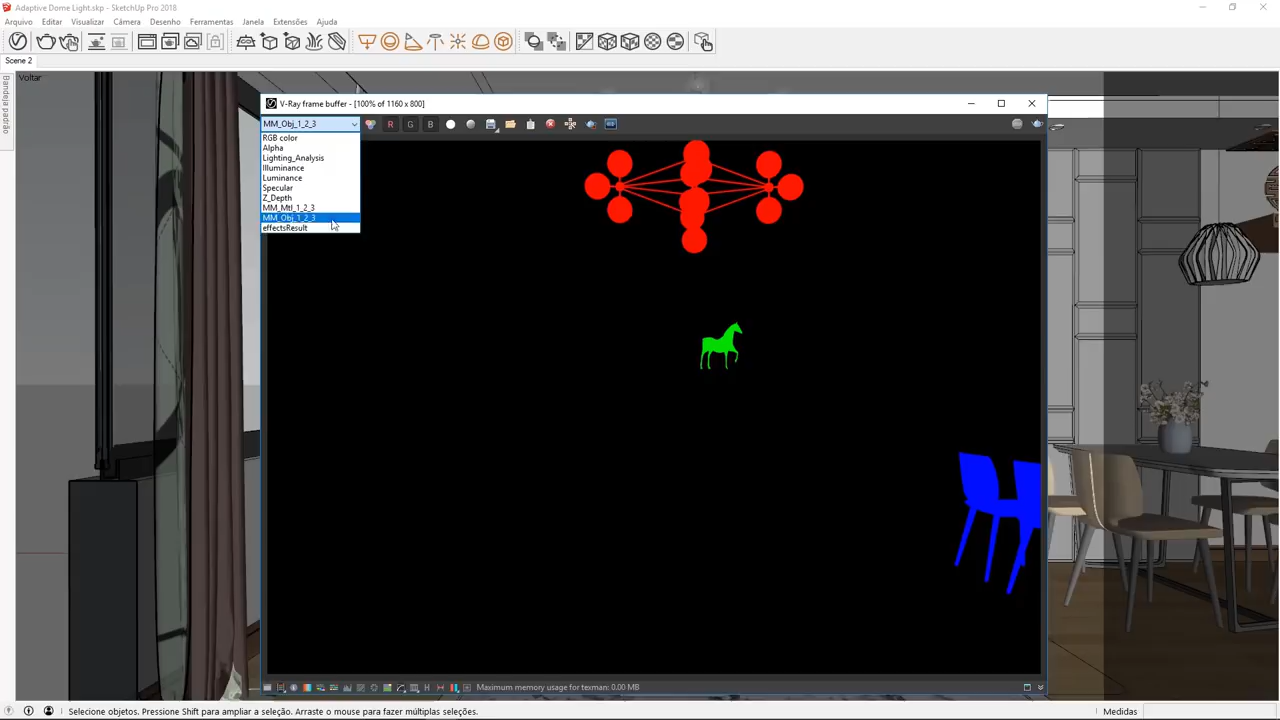 Adaptive Dome Light.skp - SketchUp Pro 2018
Arquivo Editar Visualizar Câmera Desenho Ferramentas Janela Extensões Ajuda
Scene 2
Voltar
Bandeja padrão
V-Ray frame buffer - [100% of 1160 x 800]
MM_Obj_1_2_3
R G B
RGB color
Alpha
Lighting_Analysis
Illuminance
Luminance
Specular
Z_Depth
MM_Mtl_1_2_3
MM_Obj_1_2_3
effectsResult
H
Maximum memory usage for texman: 0.00 MB
Selecione objetos. Pressione Shift para ampliar a seleção. Arraste o mouse para fazer múltiplas seleções.
Medidas